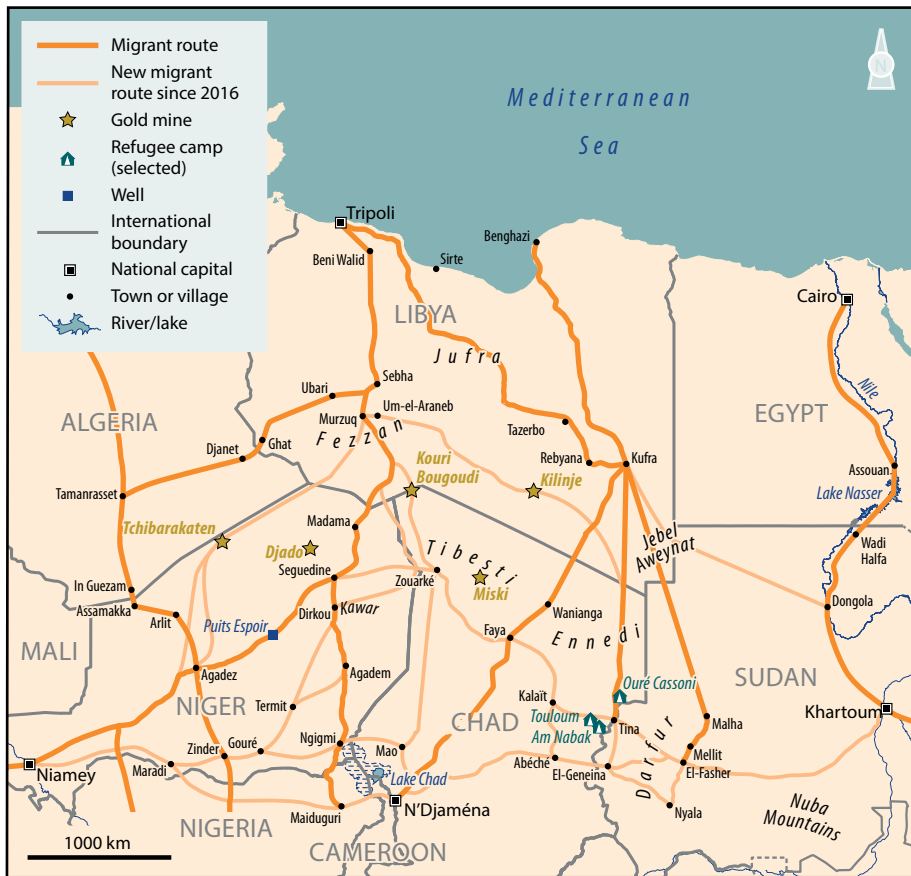 Migrant route
New migrant
route since 2016
Gold mine
Refugee camp
(selected)
Well
International
boundary
National capital
Town or village
River/lake
N
Mediterranean
Sea
Tripoli
Benghazi
Beni Walid
Sirte
Cairo
LIBYA
Jufra
Nile
Sebha
Ubari
Um-el-Araneb
Murzuq
ALGERIA
EGYPT
Fezzan
Tazerbo
Ghat
Djanet
Rebyana
Kufra
Assouan
Kouri
Bougoudi
Kilinje
Tamanrasset
Lake Nasser
Madama
Tchibarakaten
Djado
Jebel
Aweynat
Wadi
Halfa
Tibesti
Seguedine
Zouarké
Miski
In Guezam
Assamakka
Arlit
Dirkou
Kawar
Wanianga
Dongola
Puits Espoir
Faya
Ennedi
MALI
Agadez
Agadem
SUDAN
Ouré Cassoni
NIGER
Termit
Kalaït
CHAD
Touloum
Am Nabak
Tina
Malha
Khartoum
Darfur
Zinder
Gouré
Ngigmi
Mao
Mellit
Niamey
Maradi
Lake Chad
Abéché
El-Geneina
El-Fasher
N'Djaména
Maiduguri
Nyala
Nuba
Mountains
NIGERIA
CAMEROON
1000 km